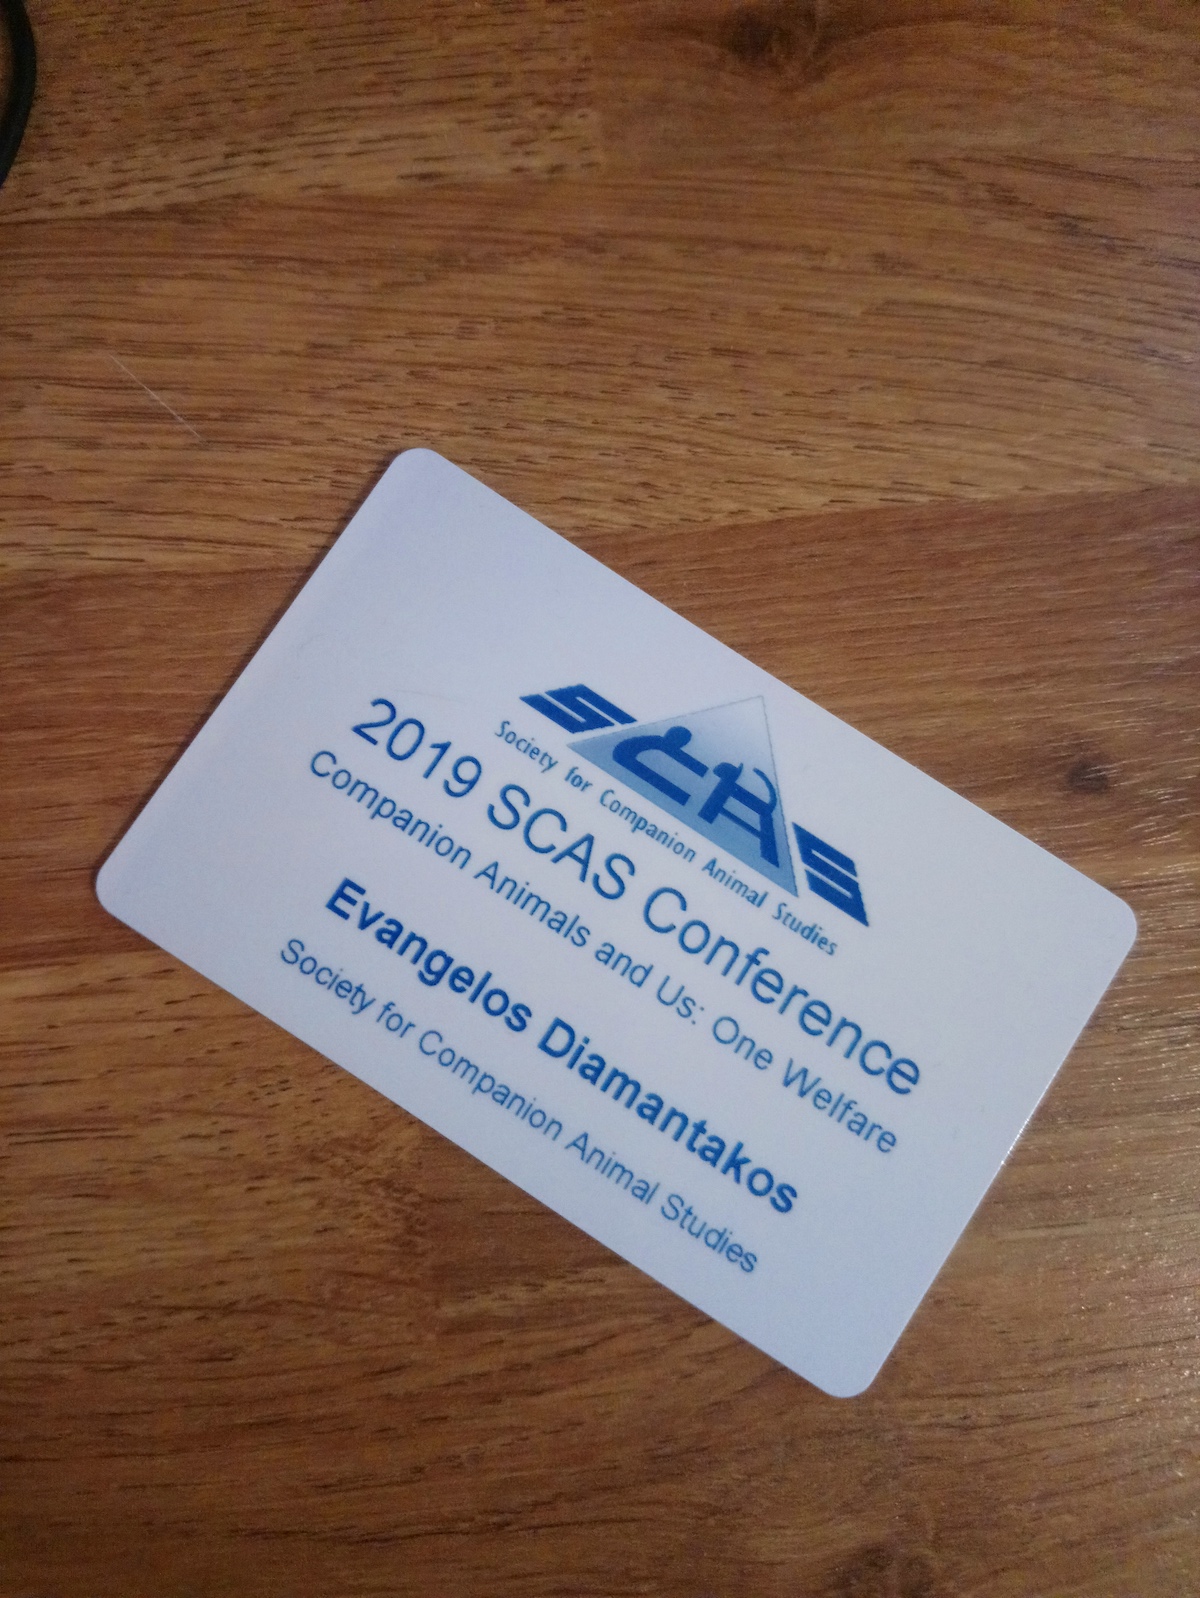 SCAS
Society for Companion Animal Studies
2019 SCAS Conference
Companion Animals and Us: One Welfare
Evangelos Diamantakos
Society for Companion Animal Studies